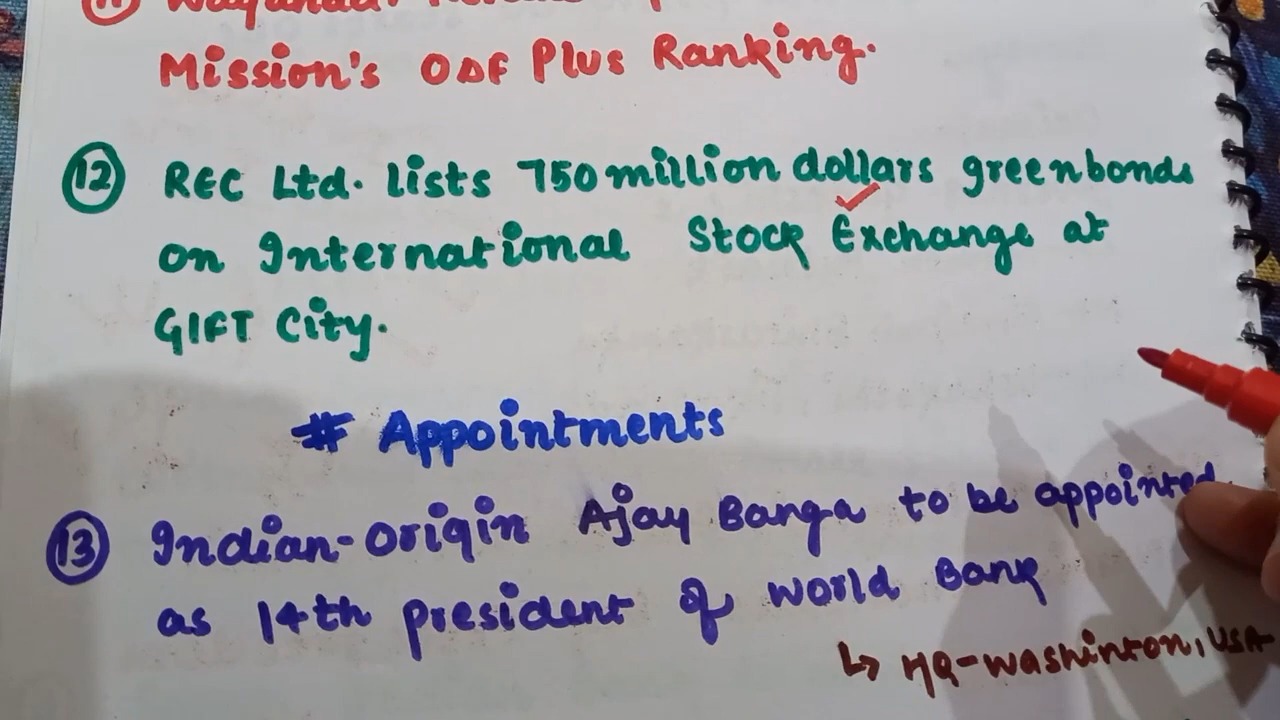 11
Mission's ODF Plus Ranking.
12 REC Ltd. lists 750 million dollars greenbonds
on International Stock Exchange at
GIFT City.
# Appointments
13 Indian-origin Ajay Banga to be appointed
as 14th president of World Bank
↳ HQ-Washinton, USA